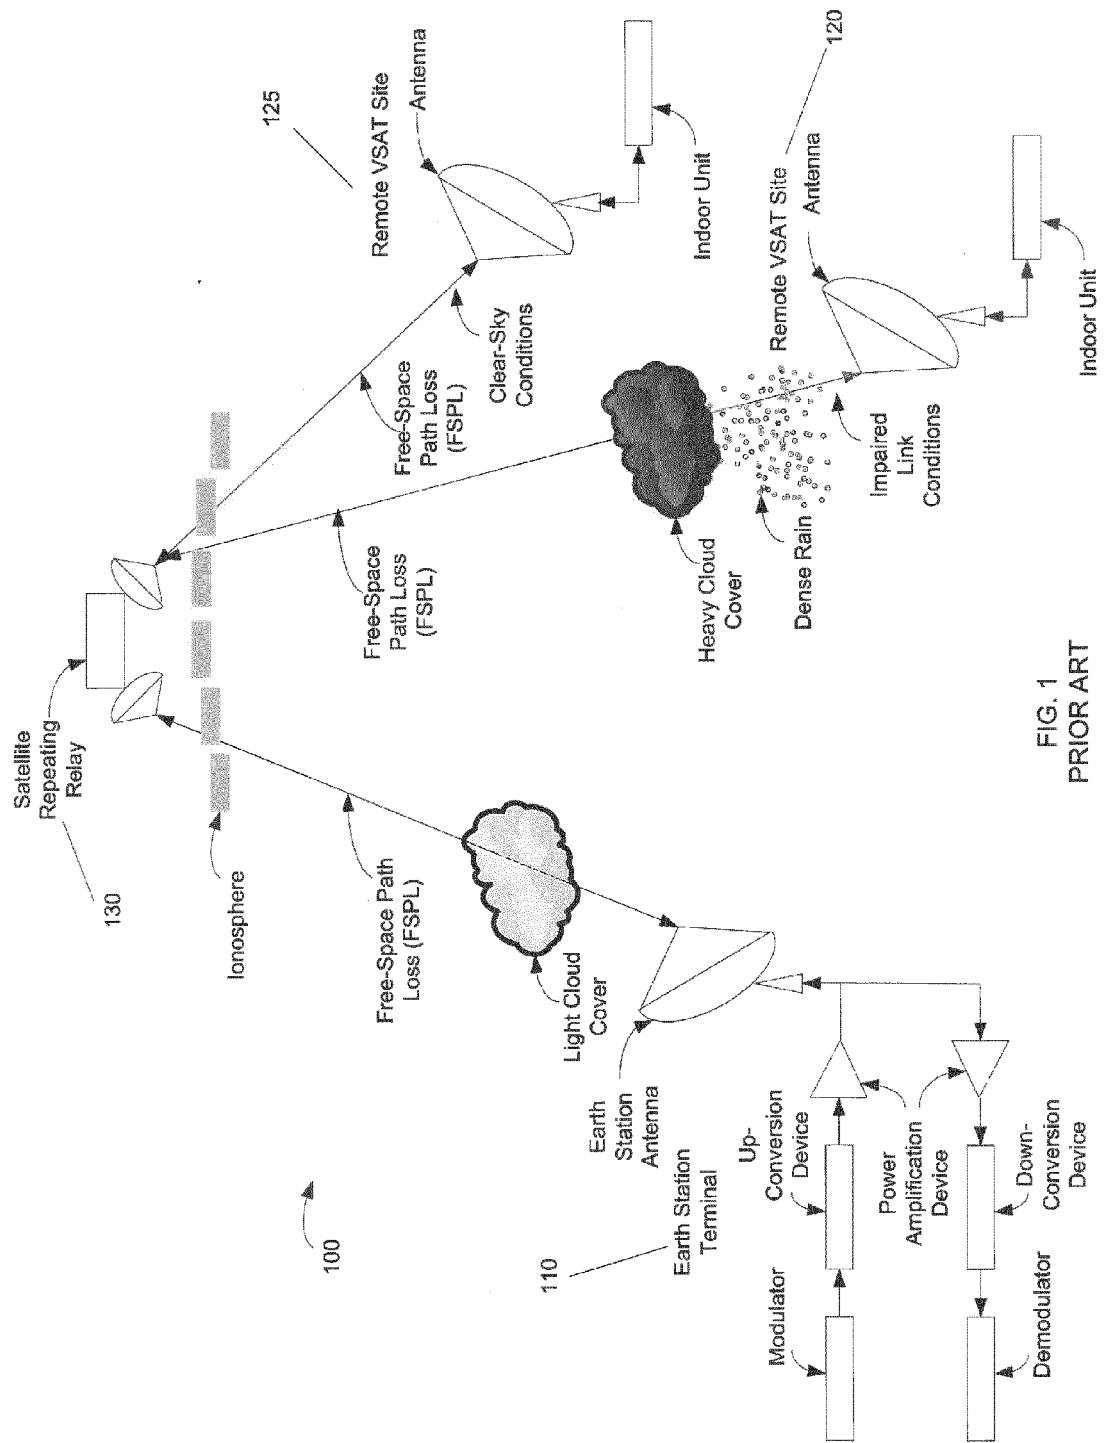 Satellite
Repeating
Relay
130
Ionosphere
Free-Space Path
Loss (FSPL)
Free-Space
Path Loss
(FSPL)
Free-Space
Path Loss
(FSPL)
Clear-Sky
Conditions
125
Remote VSAT Site
Antenna
Indoor Unit
Light Cloud
Cover
Heavy Cloud
Cover
Dense Rain
Impaired
Link
Conditions
120
Remote VSAT Site
Antenna
Indoor Unit
100
Earth
Station
Antenna
110
Earth Station
Terminal
Modulator
Up-
Conversion
Device
Power
Amplification
Device
Down-
Conversion
Device
Demodulator
FIG. 1
PRIOR ART